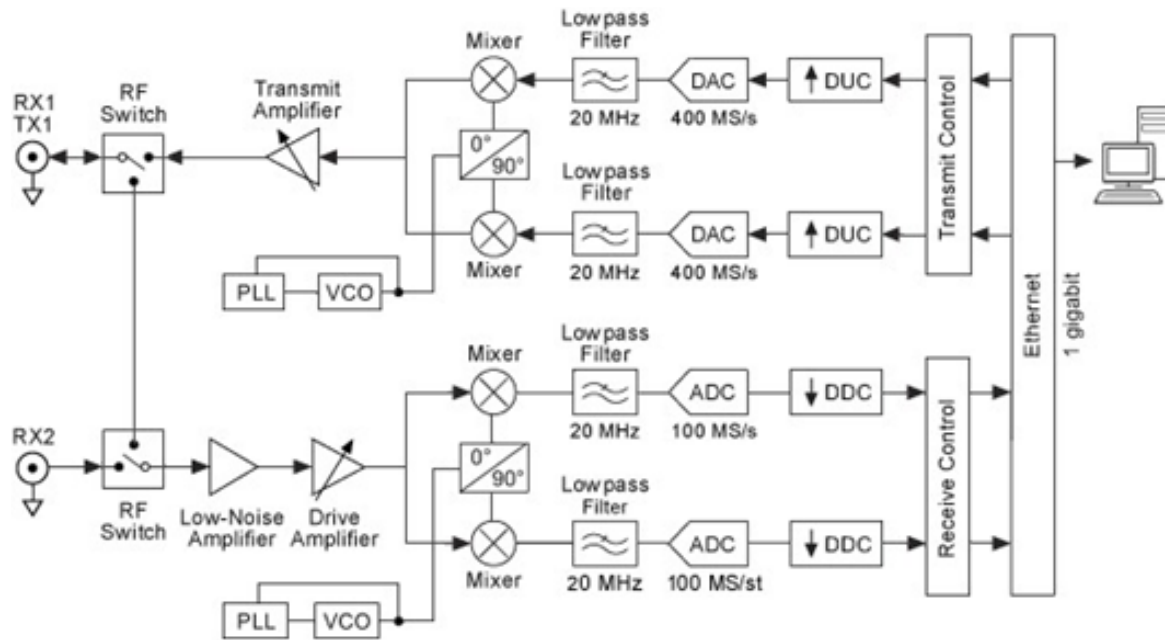 Mixer
Lowpass
Filter
DAC
↑ DUC
20 MHz
400 MS/s
RX1
TX1
RF
Switch
Transmit
Amplifier
0°
90°
Lowpass
Filter
DAC
↑ DUC
20 MHz
400 MS/s
Mixer
PLL
VCO
Transmit Control
Ethernet
1 gigabit
Mixer
Lowpass
Filter
ADC
↓ DDC
20 MHz
100 MS/s
RX2
RF
Switch
Low-Noise
Amplifier
Drive
Amplifier
0°
90°
Lowpass
Filter
ADC
↓ DDC
20 MHz
100 MS/st
Mixer
PLL
VCO
Receive Control